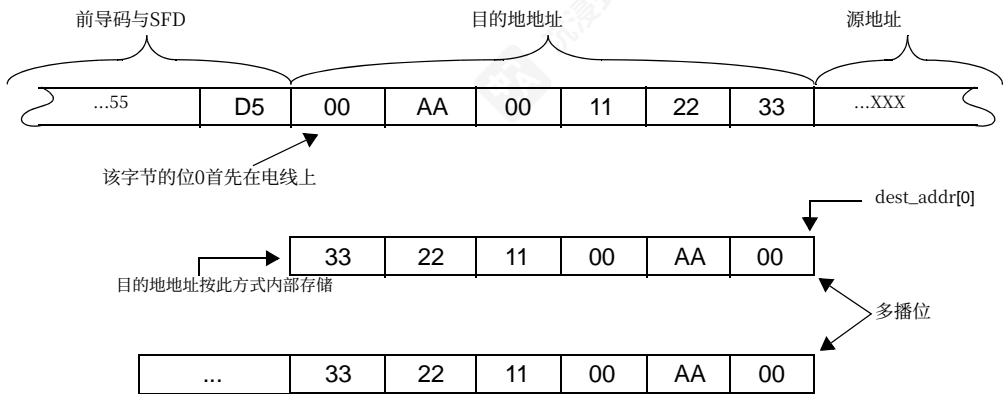 前导码与SFD 目的地地址 源地址
...55 D5 00 AA 00 11 22 33 ...XXX
该字节的位0首先在电线上
dest_addr[0]
33 22 11 00 AA 00
目的地地址按此方式内部存储
多播位
... 33 22 11 00 AA 00